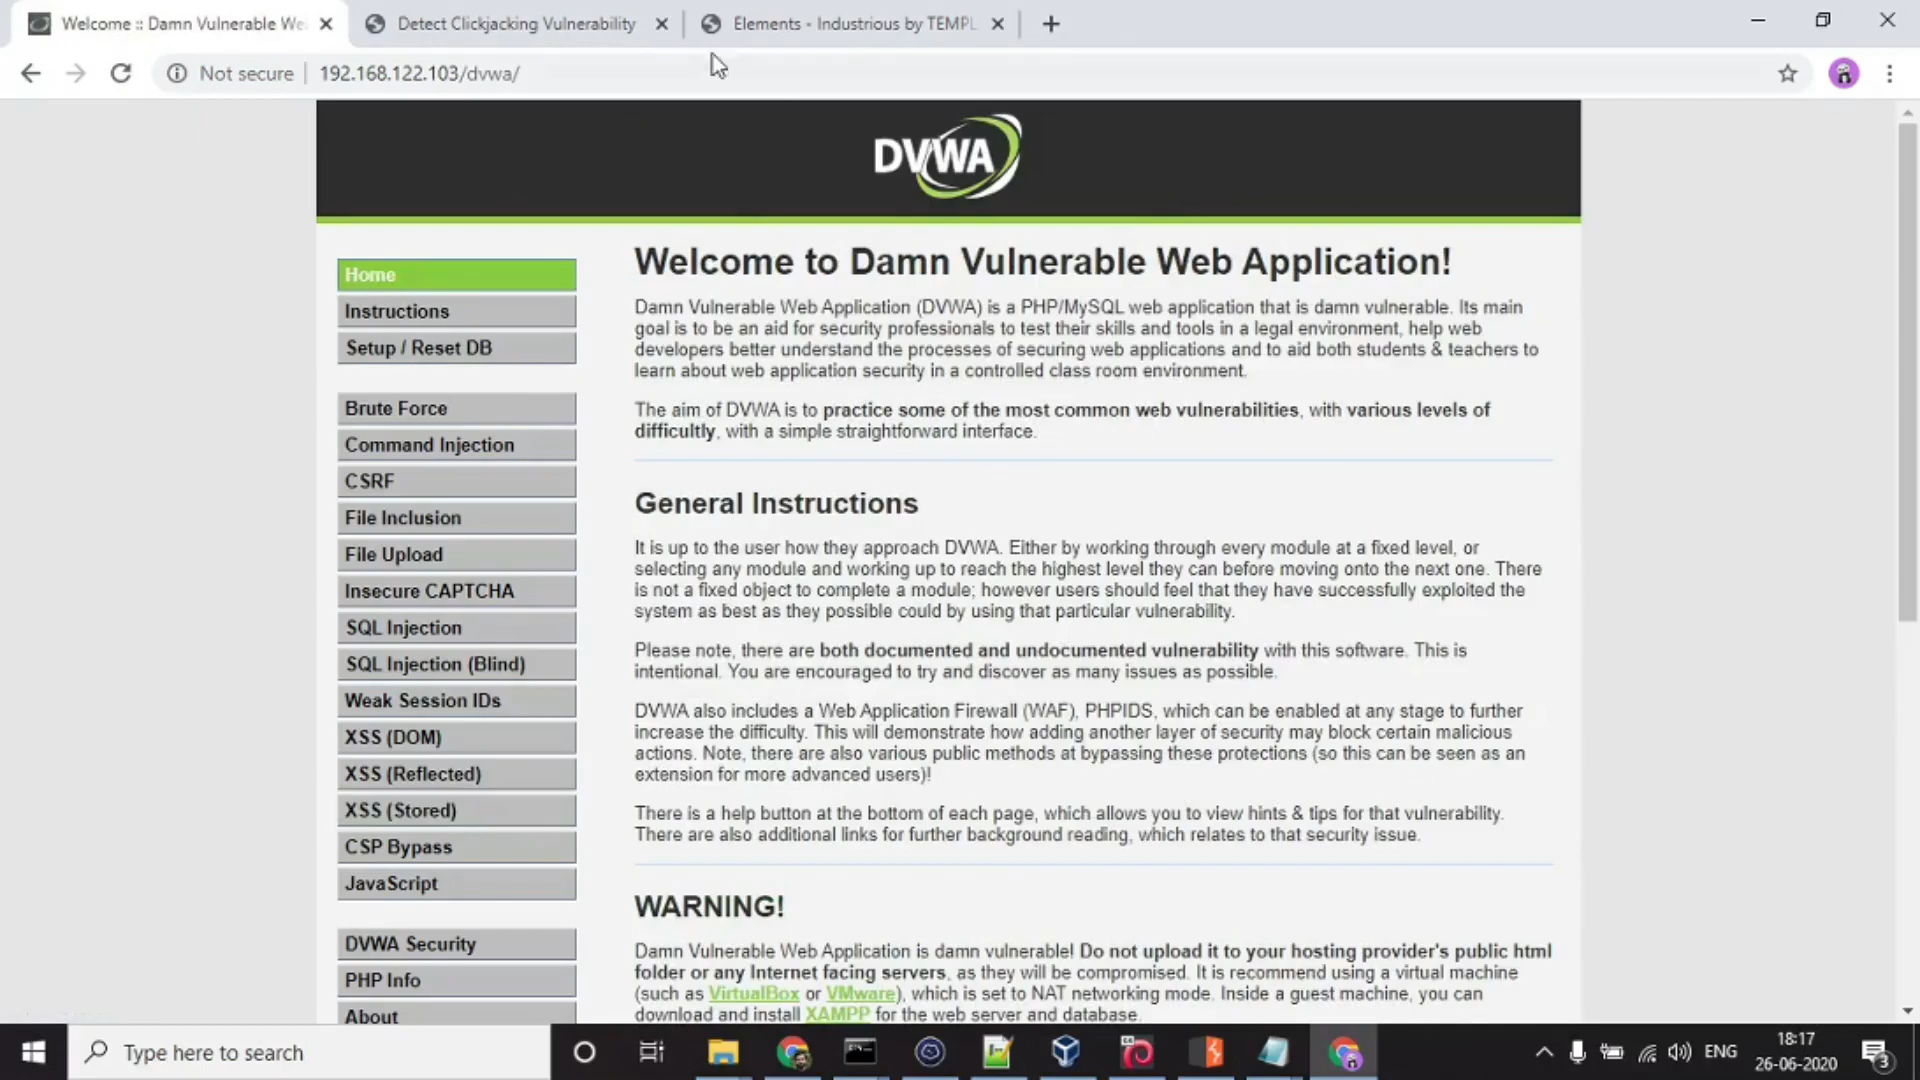 Welcome :: Damn Vulnerable We
Detect Clickjacking Vulnerability
Elements - Industrious by TEMPL
Not secure
192.168.122.103/dvwa/
DVWA
Home
Instructions
Setup / Reset DB
Brute Force
Command Injection
CSRF
File Inclusion
File Upload
Insecure CAPTCHA
SQL Injection
SQL Injection (Blind)
Weak Session IDs
XSS (DOM)
XSS (Reflected)
XSS (Stored)
CSP Bypass
JavaScript
DVWA Security
PHP Info
About
Welcome to Damn Vulnerable Web Application!
Damn Vulnerable Web Application (DVWA) is a PHP/MySQL web application that is damn vulnerable. Its main
goal is to be an aid for security professionals to test their skills and tools in a legal environment, help web
developers better understand the processes of securing web applications and to aid both students & teachers to
learn about web application security in a controlled class room environment.
The aim of DVWA is to practice some of the most common web vulnerabilities, with various levels of
difficultly, with a simple straightforward interface.
General Instructions
It is up to the user how they approach DVWA. Either by working through every module at a fixed level, or
selecting any module and working up to reach the highest level they can before moving onto the next one. There
is not a fixed object to complete a module; however users should feel that they have successfully exploited the
system as best as they possible could by using that particular vulnerability.
Please note, there are both documented and undocumented vulnerability with this software. This is
intentional. You are encouraged to try and discover as many issues as possible.
DVWA also includes a Web Application Firewall (WAF), PHPIDS, which can be enabled at any stage to further
increase the difficulty. This will demonstrate how adding another layer of security may block certain malicious
actions. Note, there are also various public methods at bypassing these protections (so this can be seen as an
extension for more advanced users)!
There is a help button at the bottom of each page, which allows you to view hints & tips for that vulnerability.
There are also additional links for further background reading, which relates to that security issue.
WARNING!
Damn Vulnerable Web Application is damn vulnerable! Do not upload it to your hosting provider's public html
folder or any Internet facing servers, as they will be compromised. It is recommend using a virtual machine
(such as VirtualBox or VMware), which is set to NAT networking mode. Inside a guest machine, you can
download and install XAMPP for the web server and database.
Type here to search
ENG
18:17
26-06-2020
3